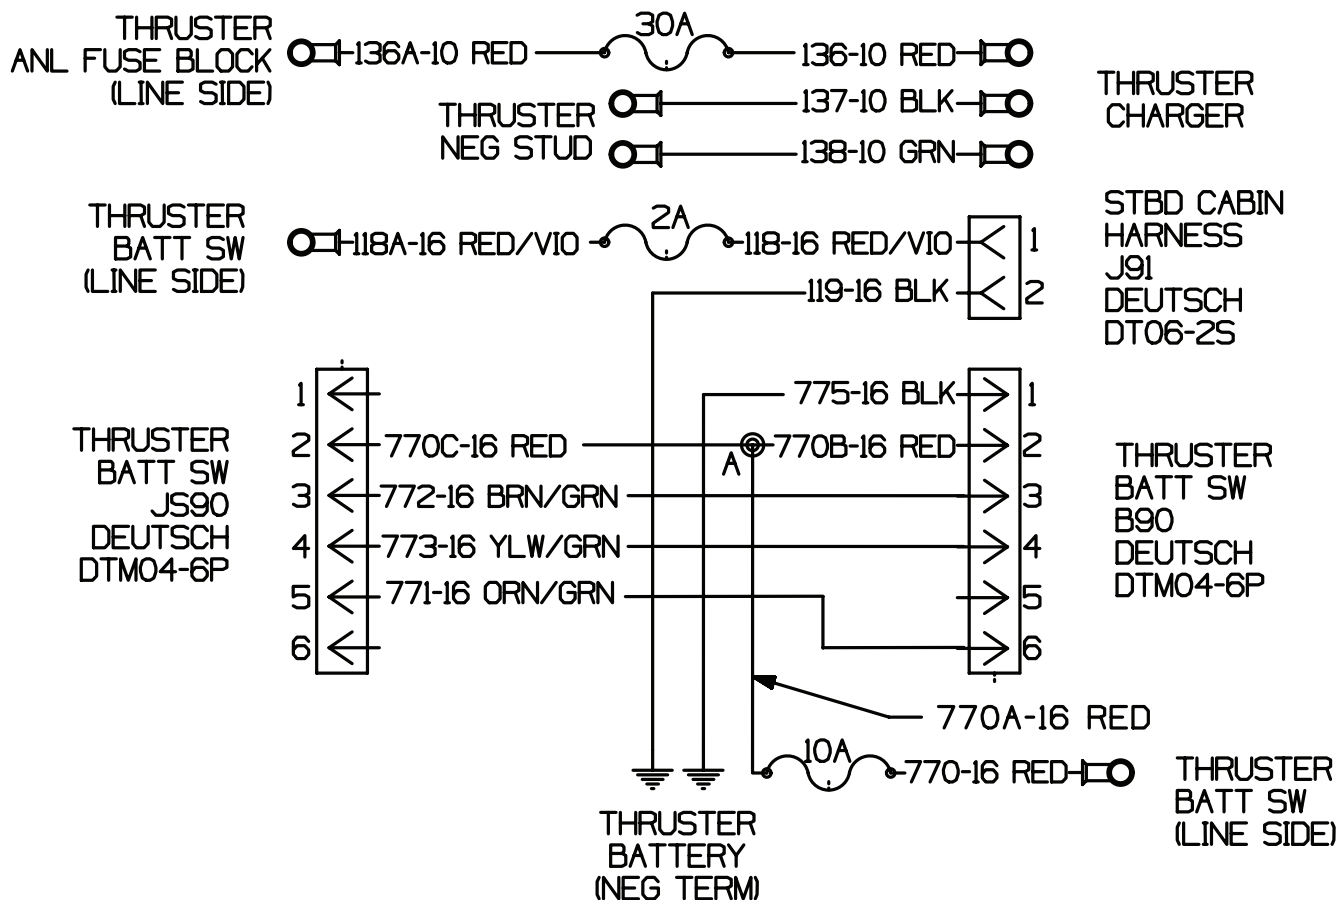 THRUSTER
ANL FUSE BLOCK
(LINE SIDE)
136A-10 RED
30A
136-10 RED
THRUSTER
NEG STUD
137-10 BLK
138-10 GRN
THRUSTER
CHARGER
THRUSTER
BATT SW
(LINE SIDE)
118A-16 RED/VIO
2A
118-16 RED/VIO
119-16 BLK
1
2
STBD CABIN
HARNESS
J91
DEUTSCH
DT06-2S
THRUSTER
BATT SW
JS90
DEUTSCH
DTM04-6P
1
2
3
4
5
6
770C-16 RED
772-16 BRN/GRN
773-16 YLW/GRN
771-16 ORN/GRN
A
775-16 BLK
770B-16 RED
1
2
3
4
5
6
THRUSTER
BATT SW
B90
DEUTSCH
DTM04-6P
770A-16 RED
10A
770-16 RED
THRUSTER
BATT SW
(LINE SIDE)
THRUSTER
BATTERY
(NEG TERM)